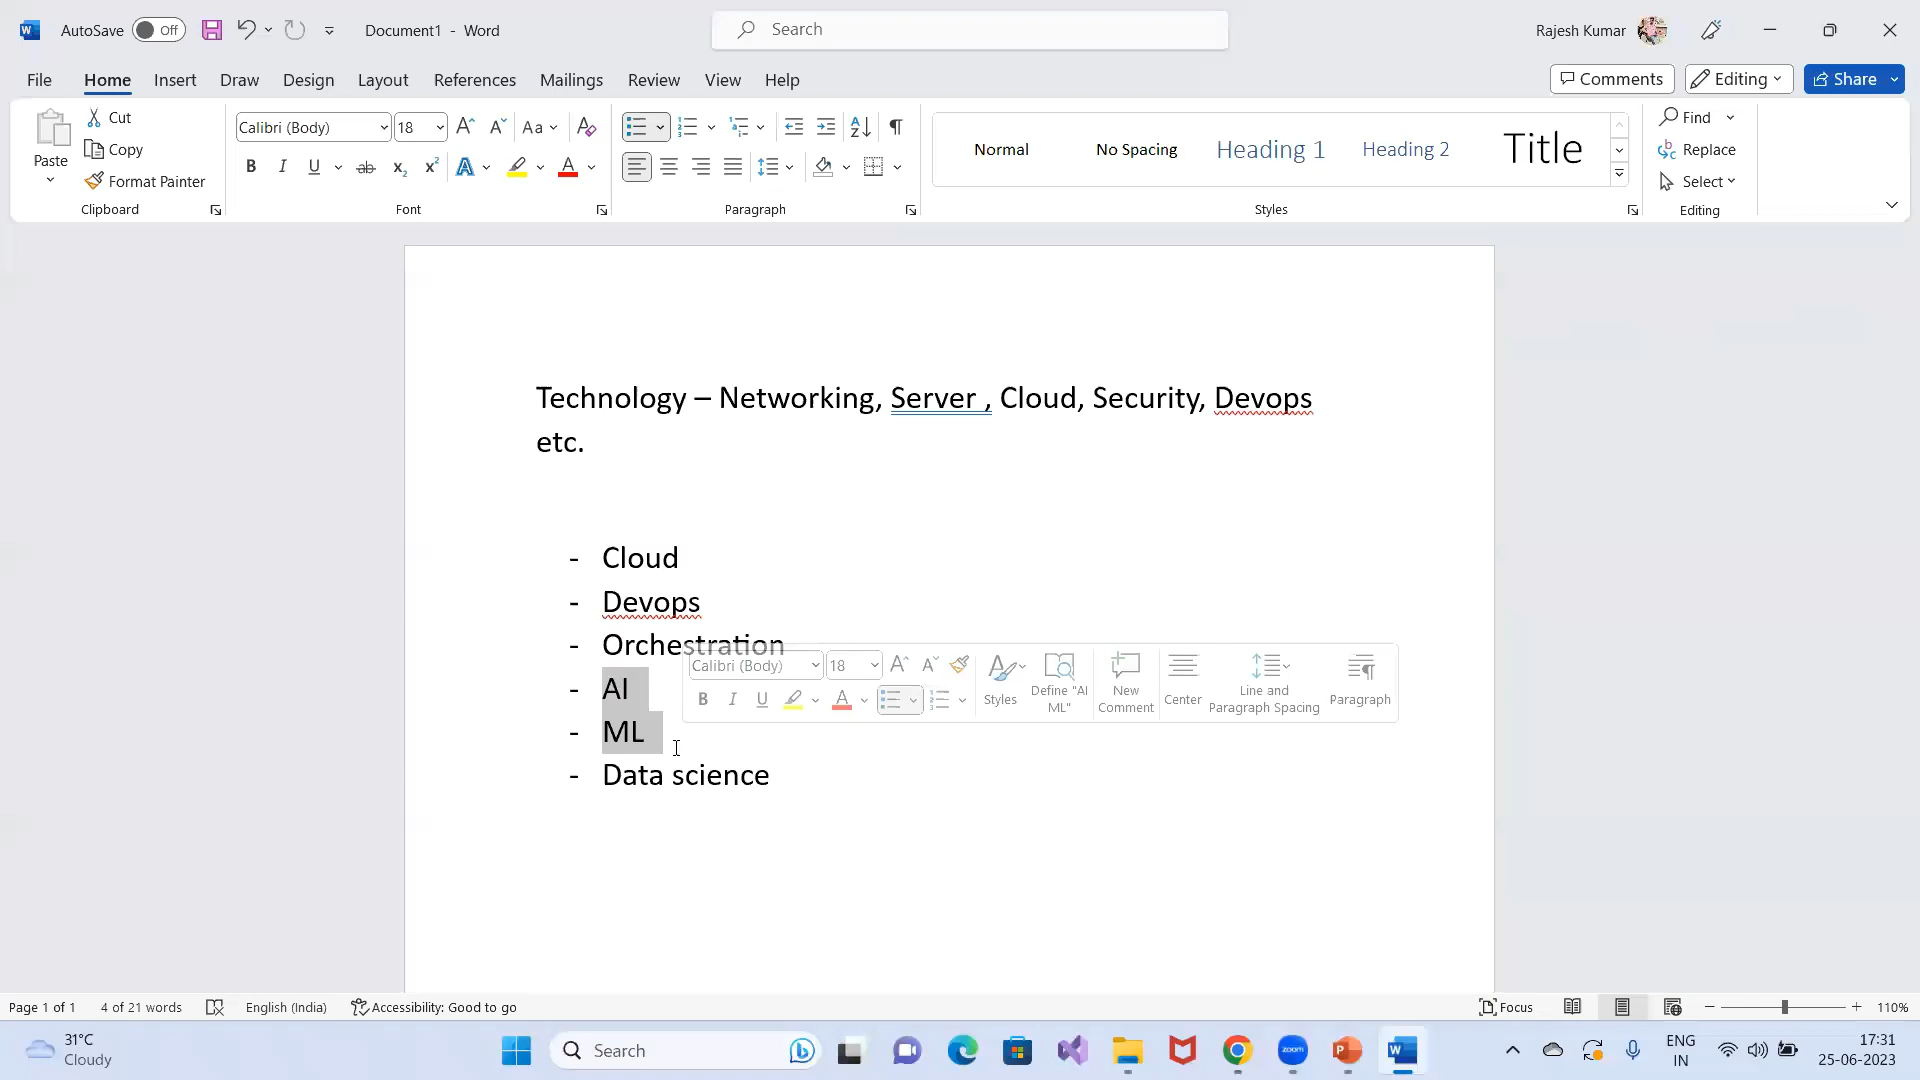 AutoSave Off Document1 - Word Search Rajesh Kumar
File Home Insert Draw Design Layout References Mailings Review View Help Comments Editing Share
Paste Cut Copy Format Painter Clipboard
Calibri (Body) 18 Aa B I U ab x₂ x² A A Font
Paragraph
Normal No Spacing Heading 1 Heading 2 Title Styles
Find Replace Select Editing
Technology – Networking, Server , Cloud, Security, Devops
etc.
- Cloud
- Devops
- Orchestration
- AI
- ML
- Data science
Calibri (Body) 18 B I U A Styles Define "AI ML" New Comment Center Line and Paragraph Spacing Paragraph
Page 1 of 1 4 of 21 words English (India) Accessibility: Good to go Focus 110%
31°C Cloudy Search zoom ENG IN 17:31 25-06-2023